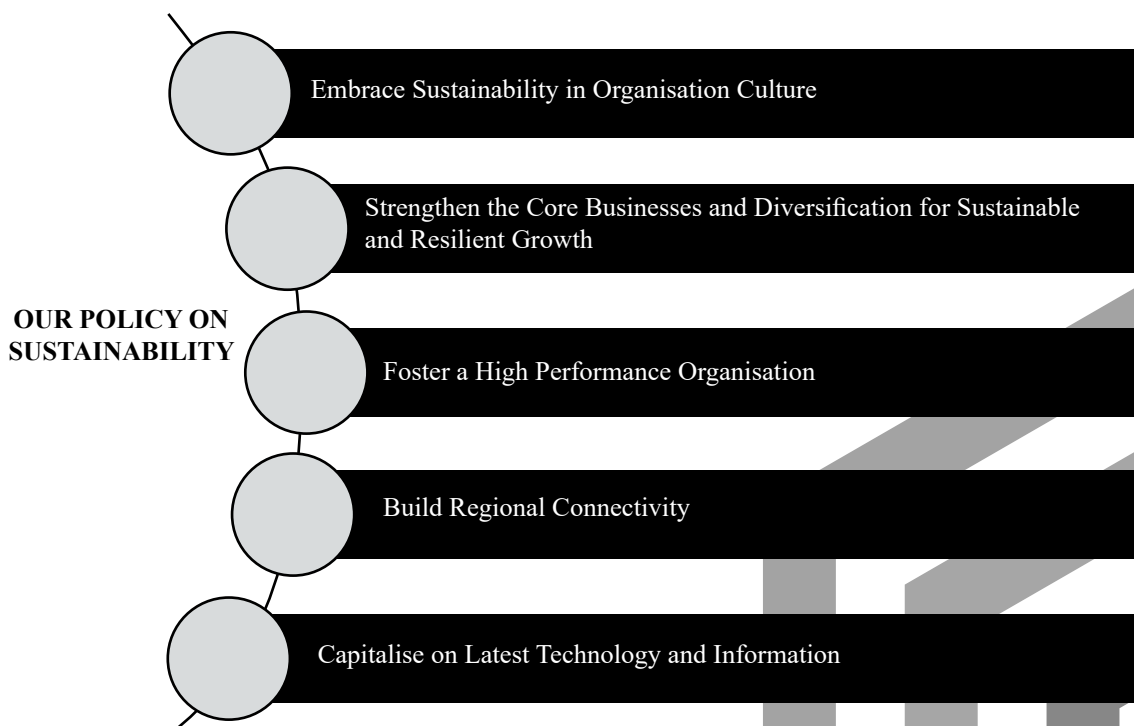 OUR POLICY ON
SUSTAINABILITY
Embrace Sustainability in Organisation Culture
Strengthen the Core Businesses and Diversification for Sustainable
and Resilient Growth
Foster a High Performance Organisation
Build Regional Connectivity
Capitalise on Latest Technology and Information